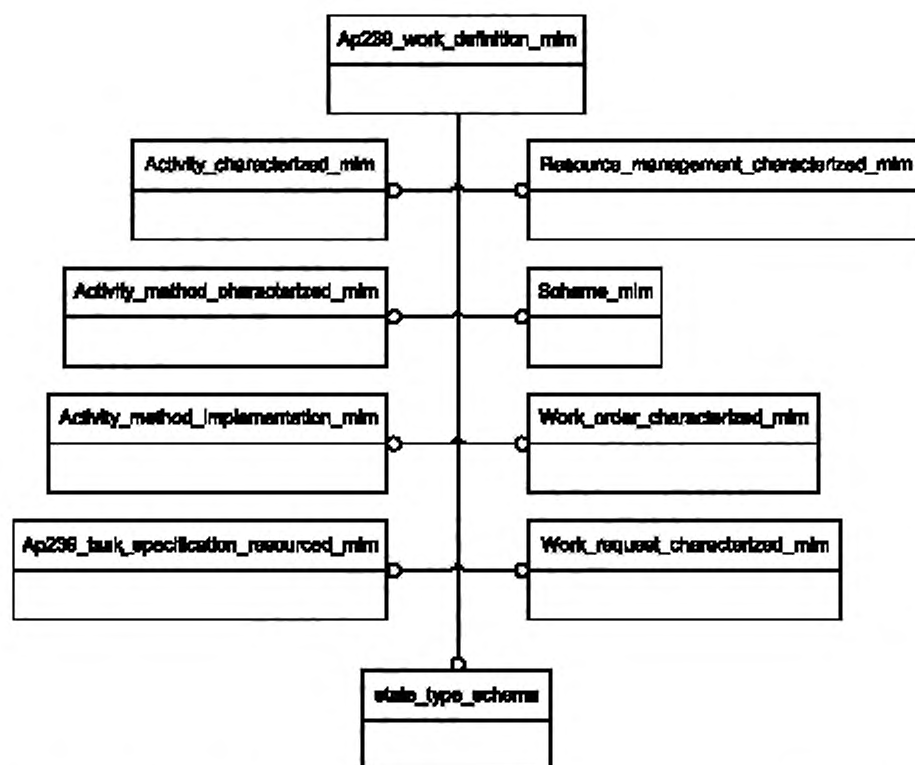 Ap239_work_definition_mim
Activity_characterized_mim
Resource_management_characterized_mim
Activity_method_characterized_mim
Scheme_mim
Activity_method_implementation_mim
Work_order_characterized_mim
Ap239_task_specification_resourced_mim
Work_request_characterized_mim
state_type_schema